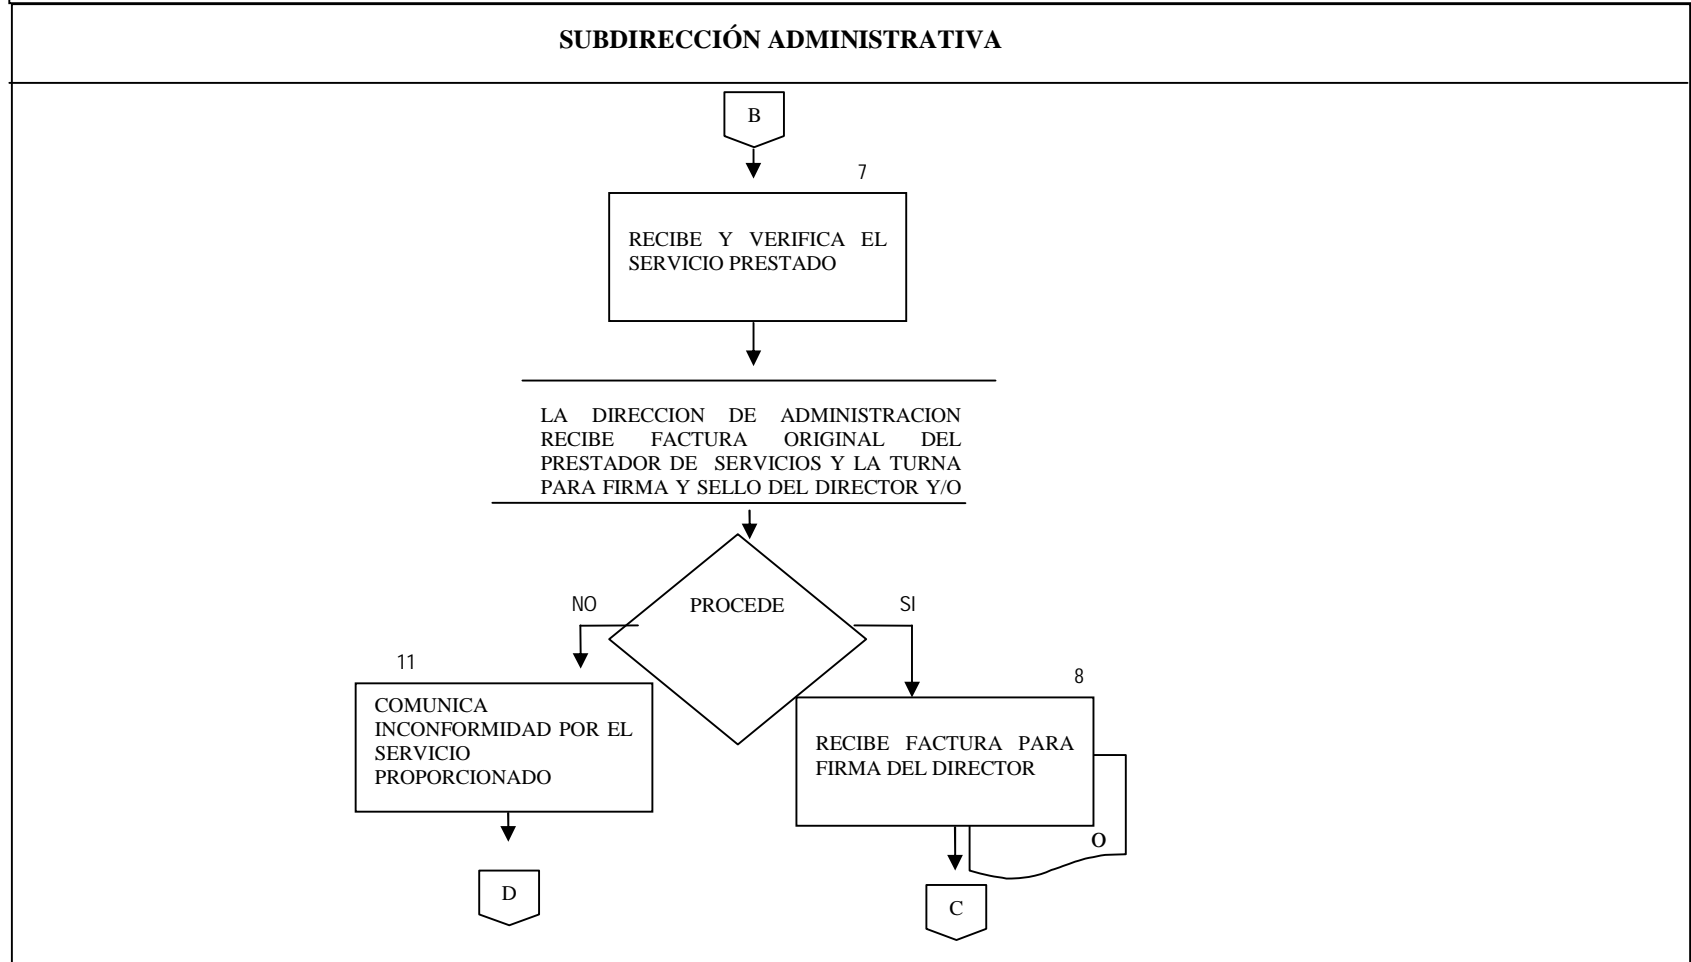 SUBDIRECCIÓN ADMINISTRATIVA
B
7
RECIBE Y VERIFICA EL
SERVICIO PRESTADO
LA DIRECCION DE ADMINISTRACION
RECIBE FACTURA ORIGINAL DEL
PRESTADOR DE SERVICIOS Y LA TURNA
PARA FIRMA Y SELLO DEL DIRECTOR Y/O
PROCEDE
NO
SI
11
COMUNICA
INCONFORMIDAD POR EL
SERVICIO
PROPORCIONADO
8
RECIBE FACTURA PARA
FIRMA DEL DIRECTOR
O
D
C